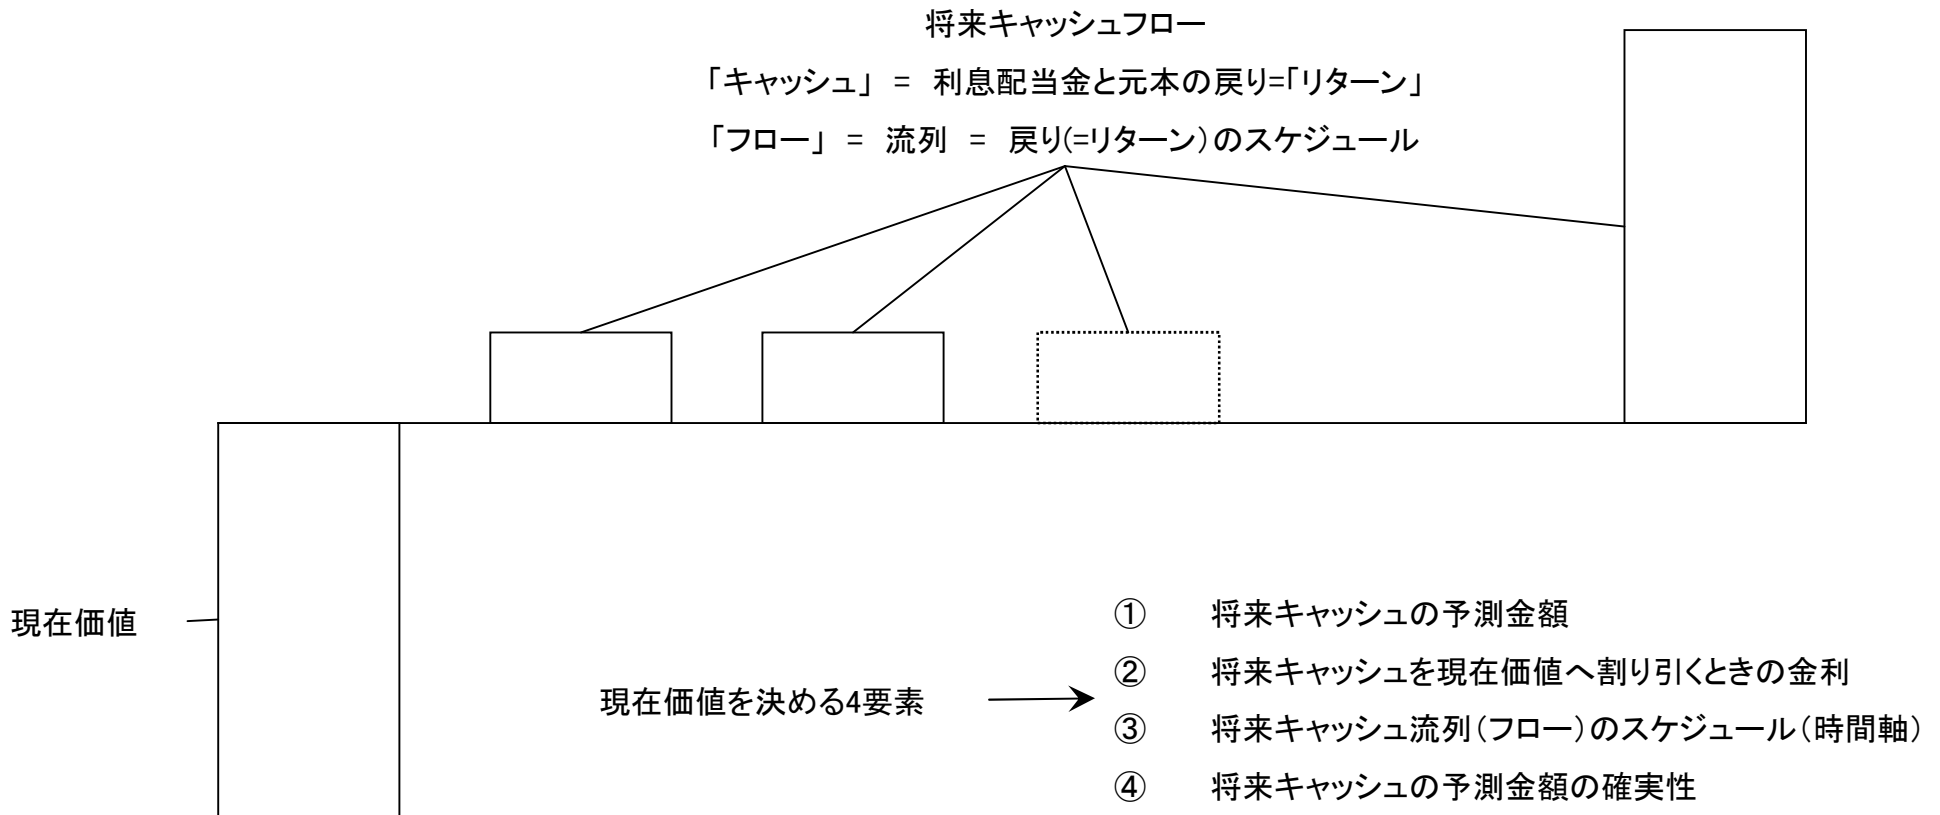 将来キャッシュフロー
「キャッシュ」 = 利息配当金と元本の戻り=「リターン」
「フロー」 = 流列 = 戻り(=リターン)のスケジュール
現在価値
現在価値を決める4要素
① 将来キャッシュの予測金額
② 将来キャッシュを現在価値へ割り引くときの金利
③ 将来キャッシュ流列(フロー)のスケジュール(時間軸)
④ 将来キャッシュの予測金額の確実性